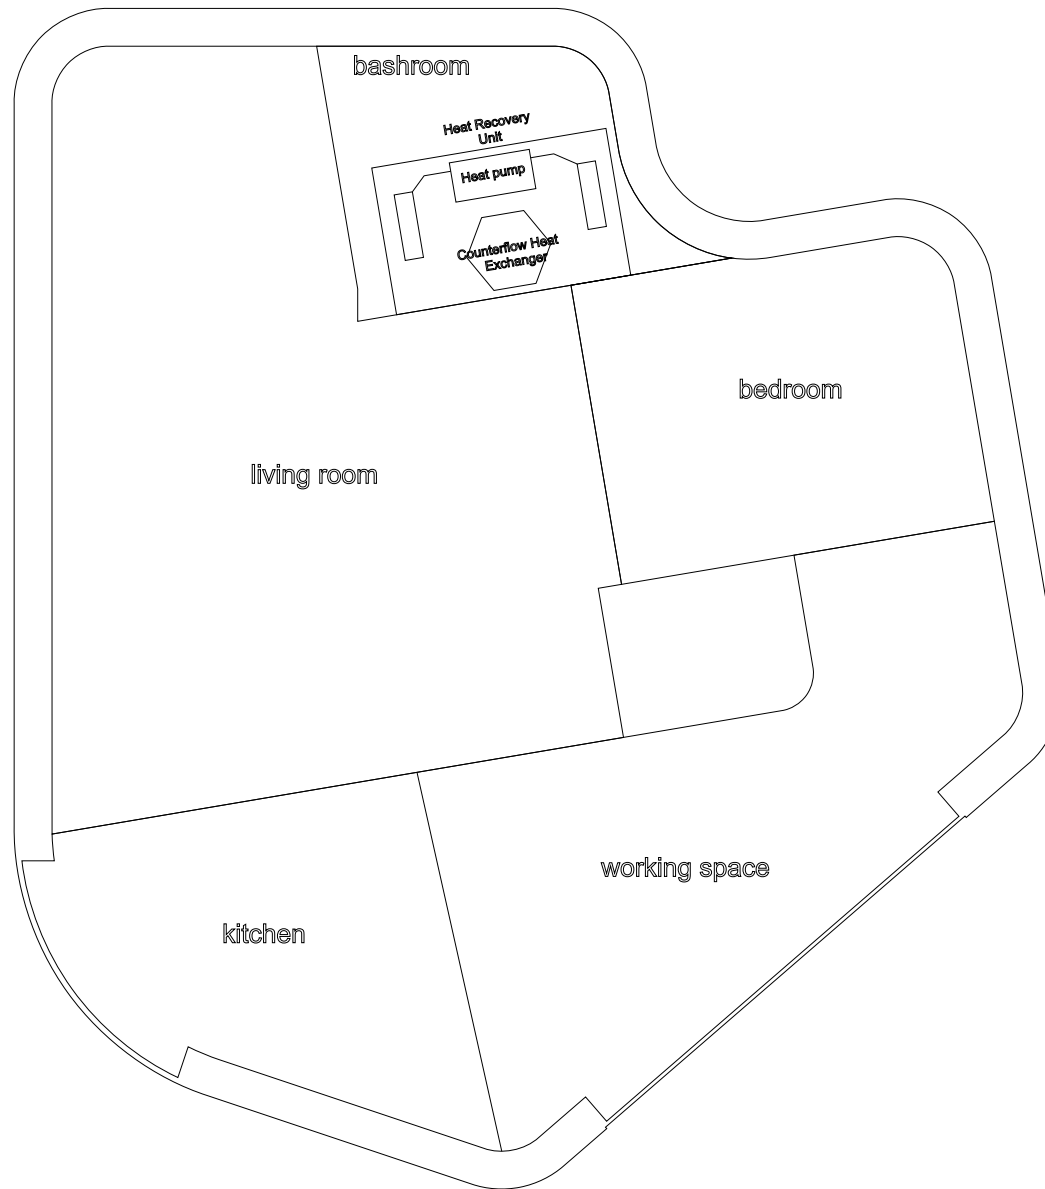 bashroom
Heat Recovery
Unit
Heat pump
Counterflow Heat
Exchanger
bedroom
living room
working space
kitchen